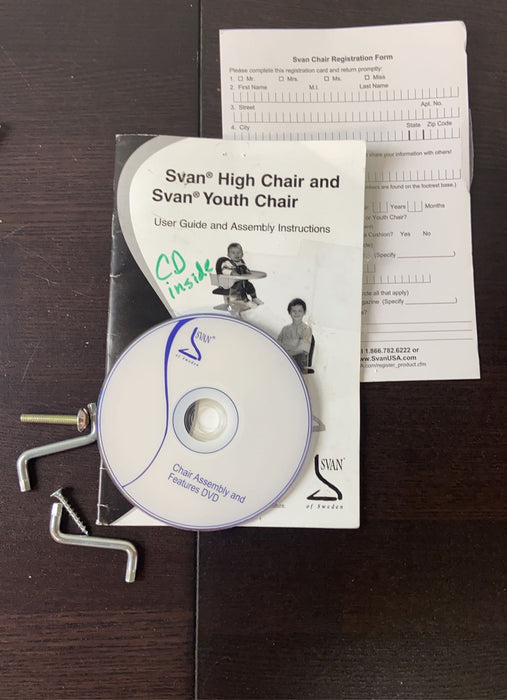 Svan Chair Registration Form
Please complete this registration card and return promptly:
1. □ Mr. □ Mrs. □ Ms. □ Miss
2. First Name M.I. Last Name
3. Street Apt. No.
4. City State Zip Code
share your information with others!
are found on the footrest base.)
Years Months
or Youth Chair?
Cushion? Yes No
(Specify
all that apply)
(Specify
1.866.782.6222 or
SvanUSA.com
/register_product.cfm
Svan® High Chair and
Svan® Youth Chair
User Guide and Assembly Instructions
CD
inside
SVAN®
of Sweden
Chair Assembly and
Features DVD
SVAN®
of Sweden